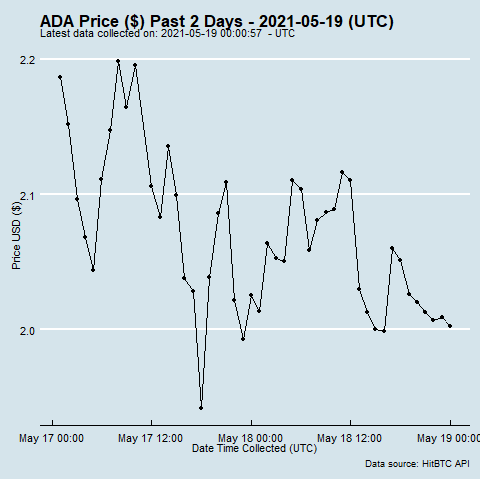 ADA Price ($) Past 2 Days - 2021-05-19 (UTC)
Latest data collected on: 2021-05-19 00:00:57 - UTC
2.2
2.1
2.0
Price USD ($)
May 17 00:00
May 17 12:00
May 18 00:00
May 18 12:00
May 19 00:00
Date Time Collected (UTC)
Data source: HitBTC API